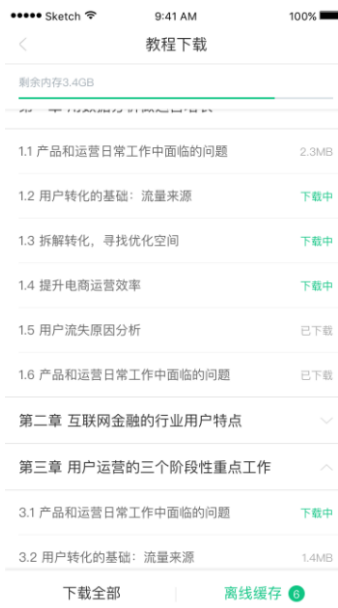 Sketch 9:41 AM 100%
教程下载
剩余内存3.4GB
1.1 产品和运营日常工作中面临的问题 2.3MB
1.2 用户转化的基础：流量来源 下载中
1.3 拆解转化，寻找优化空间 下载中
1.4 提升电商运营效率 下载中
1.5 用户流失原因分析 已下载
1.6 产品和运营日常工作中面临的问题 已下载
第二章 互联网金融的行业用户特点
第三章 用户运营的三个阶段性重点工作
3.1 产品和运营日常工作中面临的问题 下载中
3.2 用户转化的基础：流量来源 1.4MB
下载全部 离线缓存 6